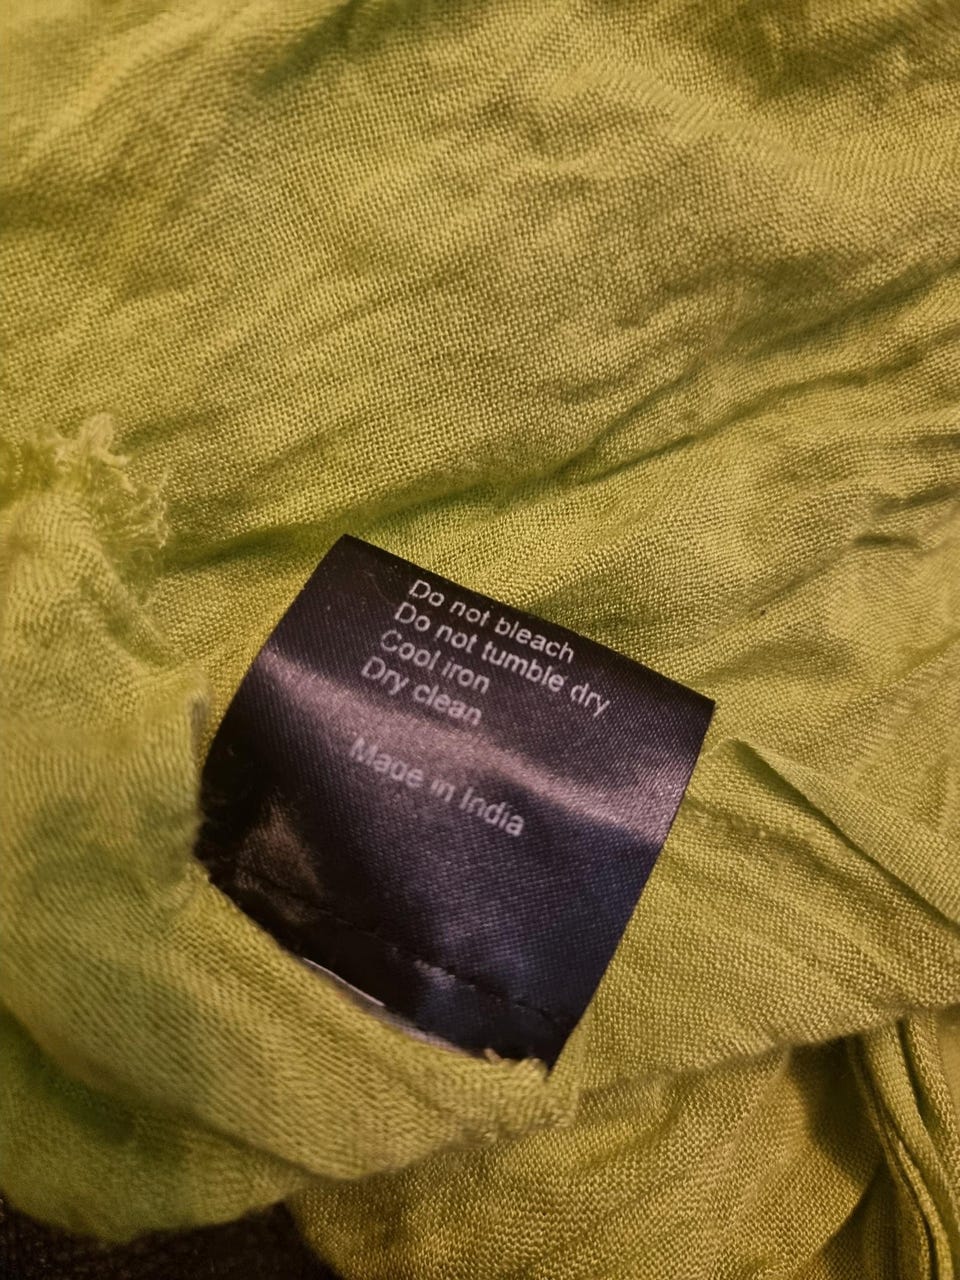 Do not bleach
Do not tumble dry
Cool iron
Dry clean
Made in India